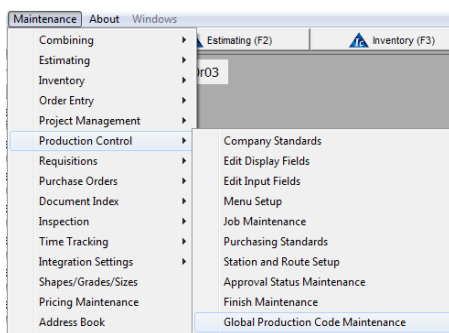 Maintenance About Windows
Estimating (F2) Inventory (F3)
Combining
Estimating
Inventory
Order Entry
Project Management
Production Control
Requisitions
Purchase Orders
Document Index
Inspection
Time Tracking
Integration Settings
Shapes/Grades/Sizes
Pricing Maintenance
Address Book
Company Standards
Edit Display Fields
Edit Input Fields
Menu Setup
Job Maintenance
Purchasing Standards
Station and Route Setup
Approval Status Maintenance
Finish Maintenance
Global Production Code Maintenance